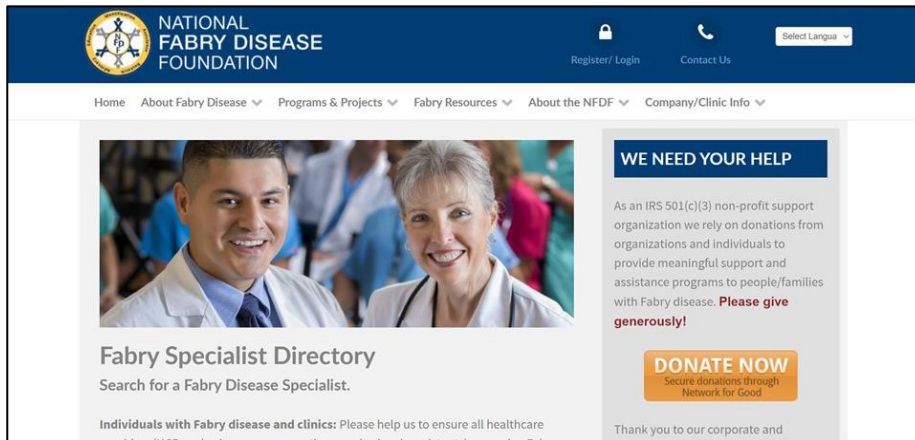 NATIONAL
FABRY DISEASE
FOUNDATION
NFDF
Register/ Login
Contact Us
Select Langua
Home
About Fabry Disease
Programs & Projects
Fabry Resources
About the NFDF
Company/Clinic Info
WE NEED YOUR HELP
As an IRS 501(c)(3) non-profit support
organization we rely on donations from
organizations and individuals to
provide meaningful support and
assistance programs to people/families
with Fabry disease. Please give
generously!
DONATE NOW
Secure donations through
Network for Good
Thank you to our corporate and
Fabry Specialist Directory
Search for a Fabry Disease Specialist.
Individuals with Fabry disease and clinics: Please help us to ensure all healthcare